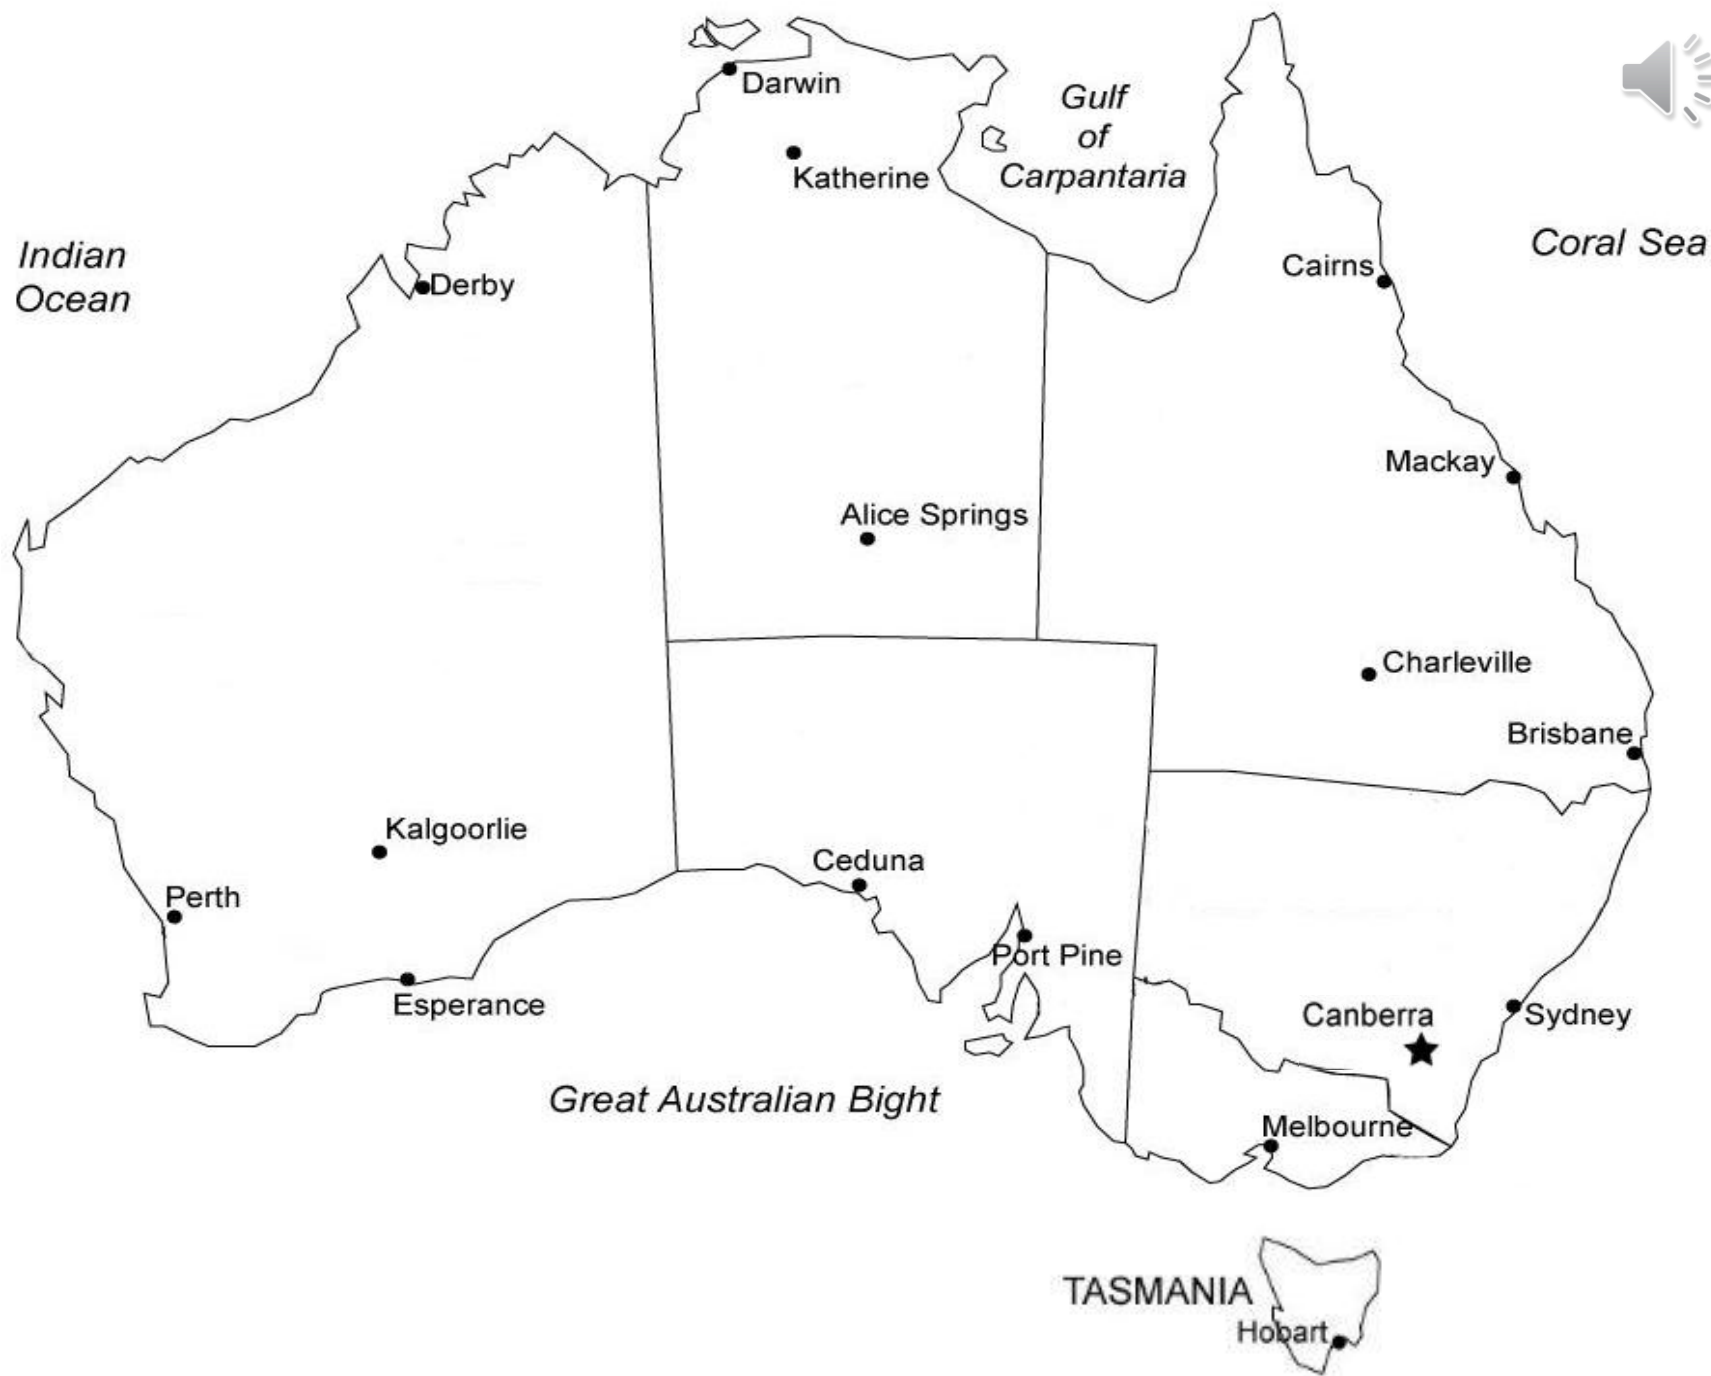 Darwin
Gulf
of
Carpantaria
Katherine
Indian
Ocean
Coral Sea
Cairns
Derby
Mackay
Alice Springs
Charleville
Brisbane
Kalgoorlie
Ceduna
Perth
Port Pine
Esperance
Canberra
Sydney
Great Australian Bight
Melbourne
TASMANIA
Hobart